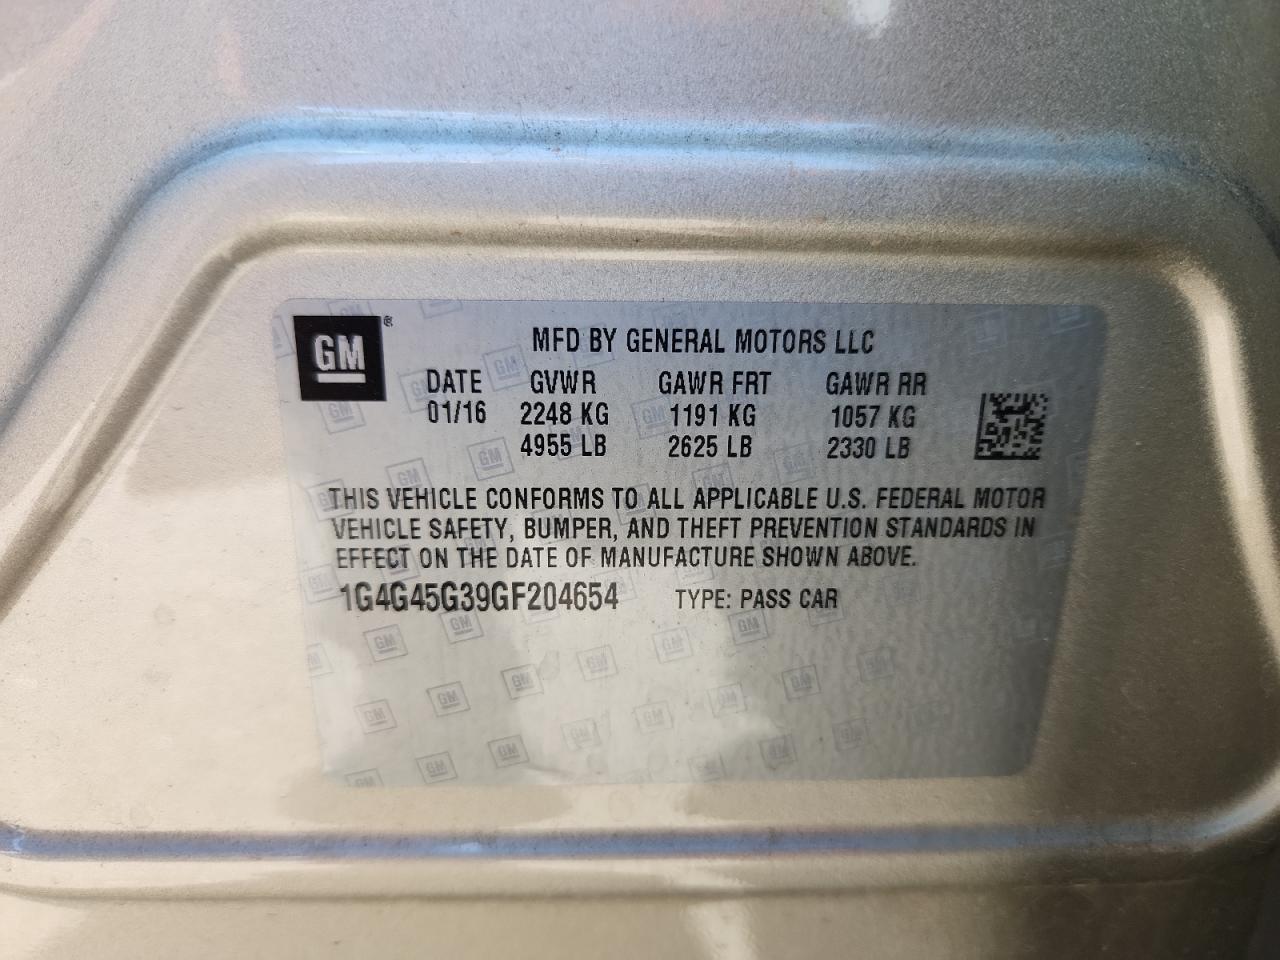 GM
MFD BY GENERAL MOTORS LLC
DATE GVWR GAWR FRT GAWR RR
01/16 2248 KG 1191 KG 1057 KG
4955 LB 2625 LB 2330 LB
THIS VEHICLE CONFORMS TO ALL APPLICABLE U.S. FEDERAL MOTOR
VEHICLE SAFETY, BUMPER, AND THEFT PREVENTION STANDARDS IN
EFFECT ON THE DATE OF MANUFACTURE SHOWN ABOVE.
1G4G45G39GF204654 TYPE: PASS CAR